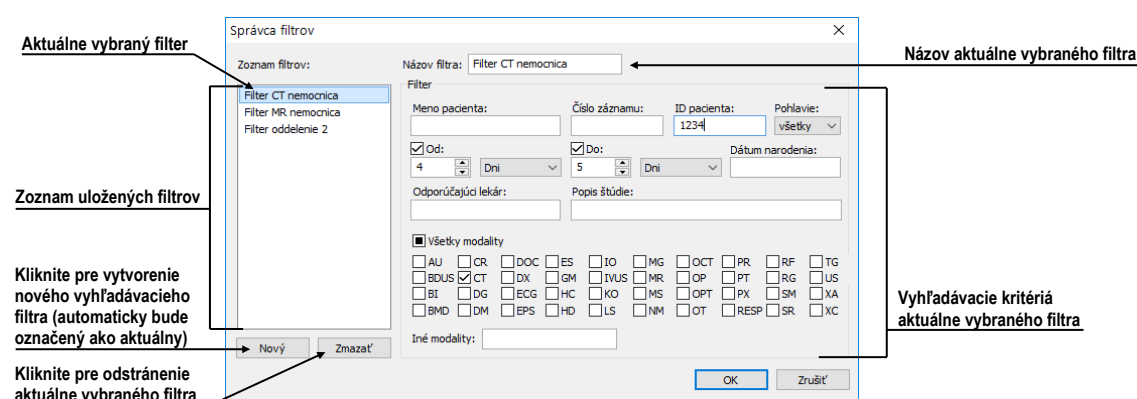 Správca filtrov
Aktuálne vybraný filter
Názov aktuálne vybraného filtra
Zoznam filtrov:
Názov filtra: Filter CT nemocnica
Filter CT nemocnica
Filter MR nemocnica
Filter oddelenie 2
Filter
Meno pacienta: Číslo záznamu: ID pacienta: Pohlavie:
1234 všetky
Od: Do: Dátum narodenia:
4 Dni 5 Dni
Odporúčajúci lekár: Popis štúdie:
Zoznam uložených filtrov
Všetky modality
AU CR DOC ES IO MG OCT PR RF TG
BDUS CT DX GM IVUS MR OP PT RG US
BI DG ECG HC KO MS OPT PX SM XA
BMD DM EPS HD LS NM OT RESP SR XC
Iné modality:
Kliknite pre vytvorenie
nového vyhľadávacieho
filtra (automaticky bude
označený ako aktuálny)
Vyhľadávacie kritériá
aktuálne vybraného filtra
Nový Zmazať
Kliknite pre odstránenie
aktuálne vybraného filtra
OK Zrušiť